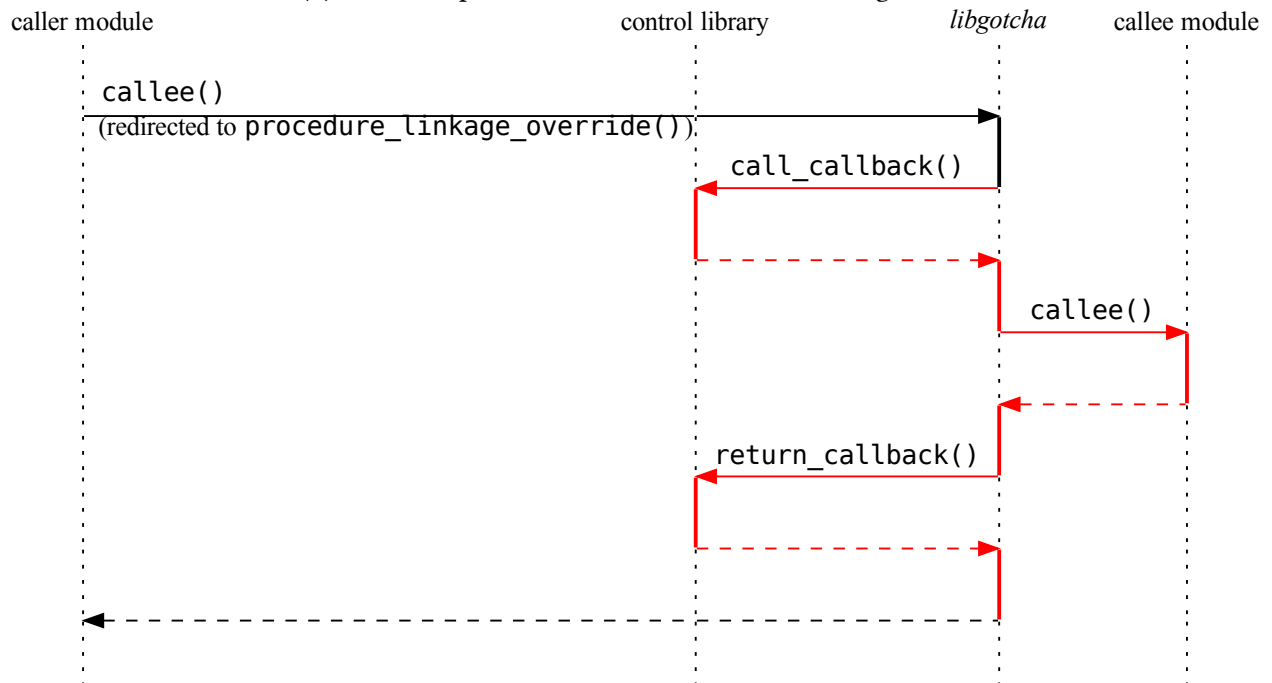 caller module
control library
libgotcha
callee module
callee()
(redirected to procedure_linkage_override())
call_callback()
callee()
return_callback()